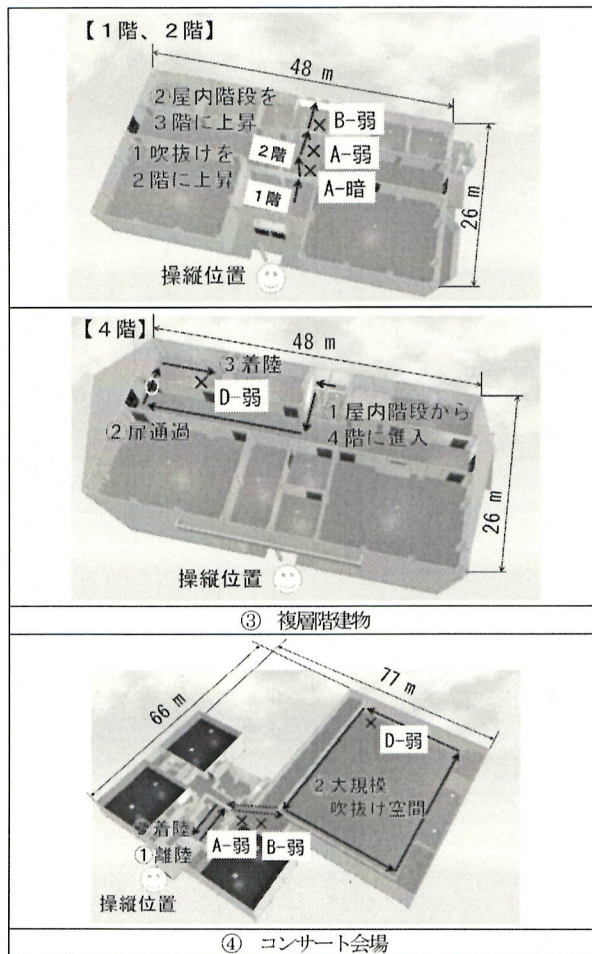 【1階、2階】
48 m
②屋内階段を
3階に上昇
1吹抜けを
2階に上昇
B-弱
2階
A-弱
A-暗
1階
26 m
操縦位置
【4階】
48 m
③着陸
D-弱
②扉通過
1屋内階段から
4階に進入
26 m
操縦位置
③ 複層階建物
66 m
77 m
D-弱
2大規模
吹抜け空間
着陸
①離陸
A-弱
B-弱
操縦位置
④ コンサート会場